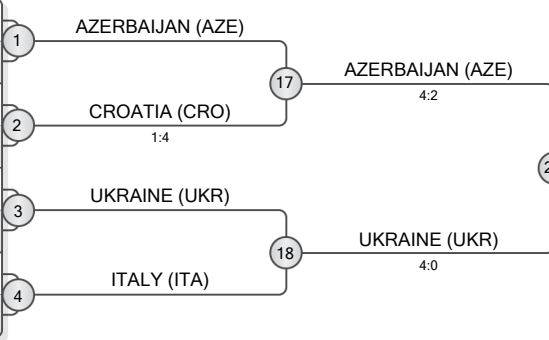 AZERBAIJAN (AZE)
1
17
AZERBAIJAN (AZE)
4:2
CROATIA (CRO)
2
1:4
UKRAINE (UKR)
3
18
UKRAINE (UKR)
4:0
ITALY (ITA)
4